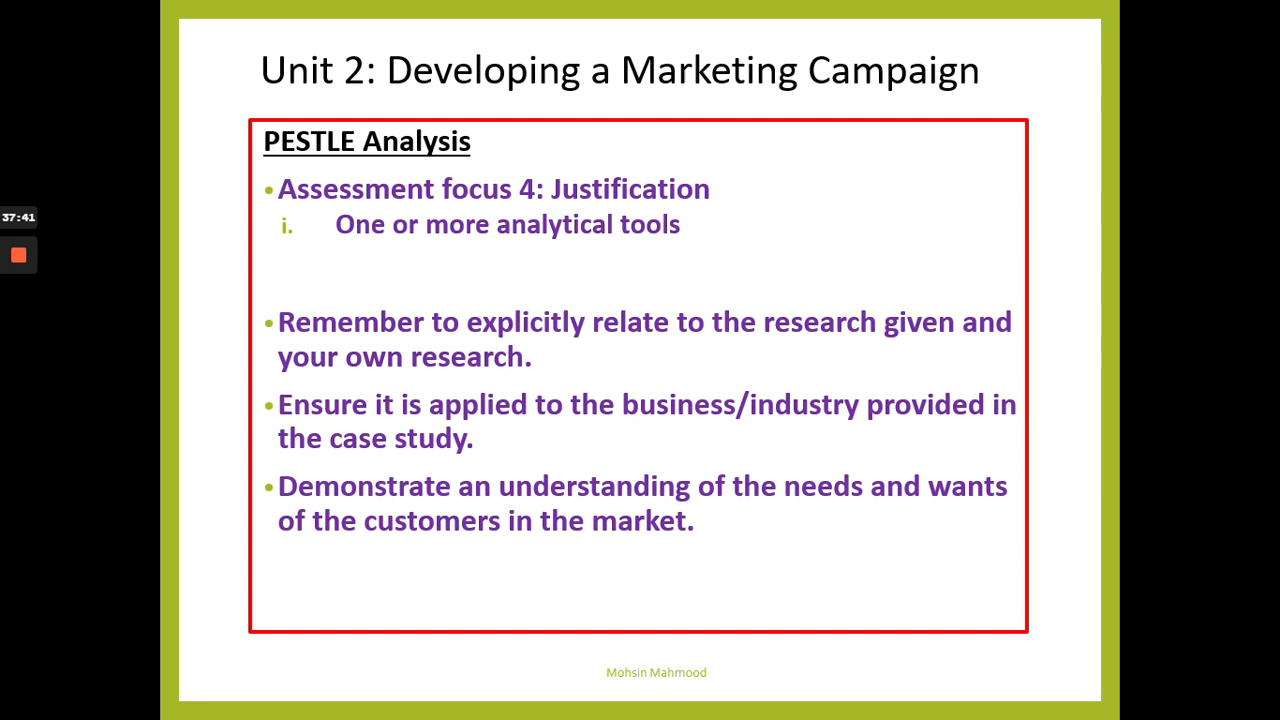 Unit 2: Developing a Marketing Campaign
PESTLE Analysis
•Assessment focus 4: Justification
i. One or more analytical tools
37:41
•Remember to explicitly relate to the research given and
your own research.
•Ensure it is applied to the business/industry provided in
the case study.
•Demonstrate an understanding of the needs and wants
of the customers in the market.
Mohsin Mahmood